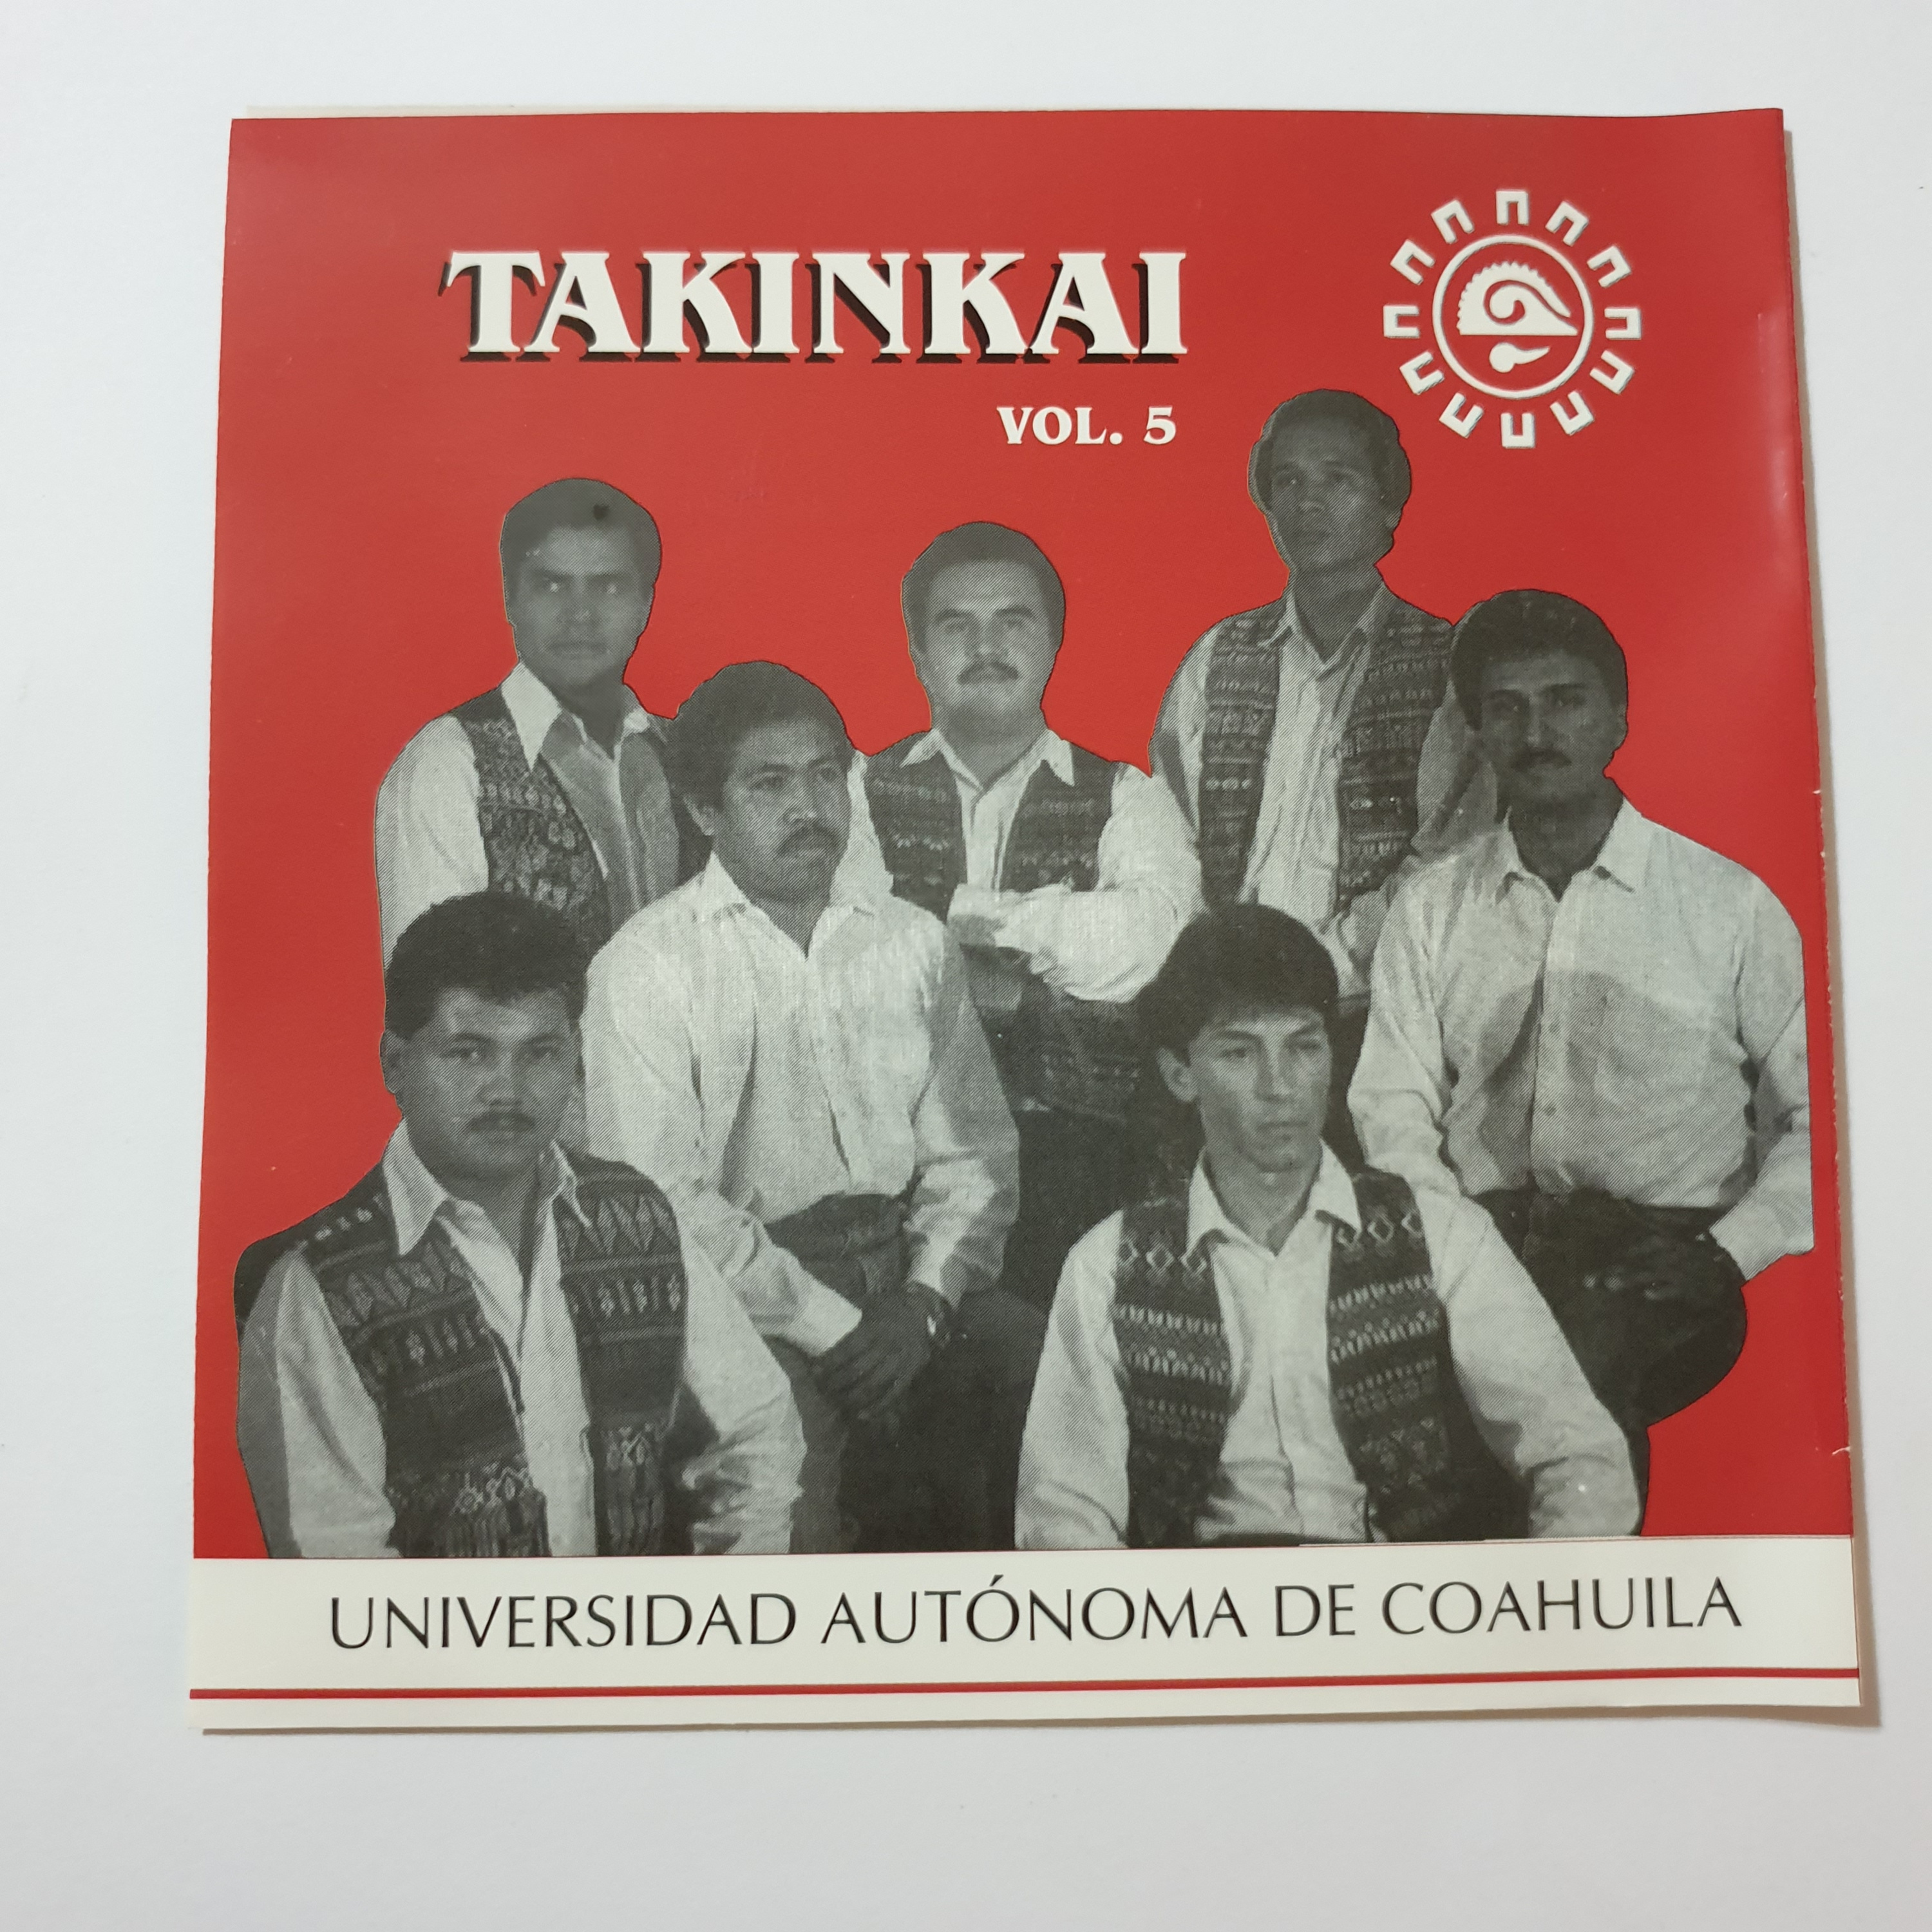 TAKINKAI
VOL. 5
UNIVERSIDAD AUTÓNOMA DE COAHUILA